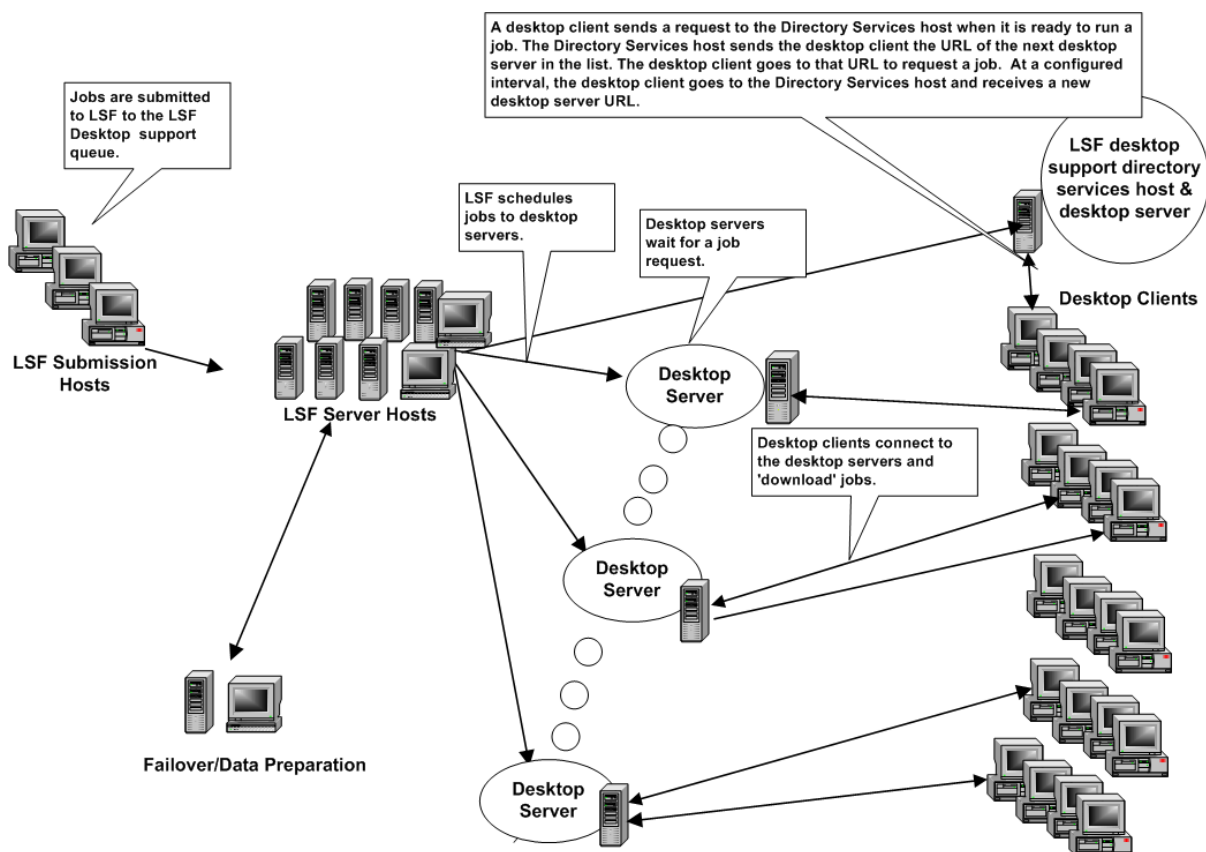 A desktop client sends a request to the Directory Services host when it is ready to run a
job. The Directory Services host sends the desktop client the URL of the next desktop
server in the list. The desktop client goes to that URL to request a job.  At a configured
interval, the desktop client goes to the Directory Services host and receives a new
desktop server URL.
Jobs are submitted
to LSF to the LSF
Desktop  support
queue.
LSF desktop
support directory
services host &
desktop server
LSF schedules
jobs to desktop
servers.
Desktop servers
wait for a job
request.
Desktop Clients
LSF Submission
Hosts
Desktop
Server
LSF Server Hosts
Desktop clients connect to
the desktop servers and
'download' jobs.
Desktop
Server
Failover/Data Preparation
Desktop
Server